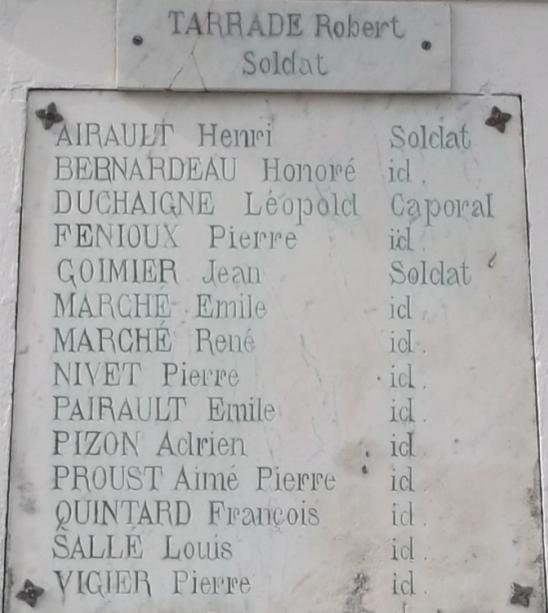 TARRADE Robert
Soldat
AIRAULT Henri Soldat
BERNARDEAU Honoré id.
DUCHAIGNE Léopold Caporal
FENIOUX Pierre id.
GOIMIER Jean Soldat
MARCHÉ Emile id.
MARCHÉ René id.
NIVET Pierre id.
PAIRAULT Emile id.
PIZON Adrien id.
PROUST Aimé Pierre id.
QUINTARD François id.
SALLÉ Louis id.
VIGIER Pierre id.